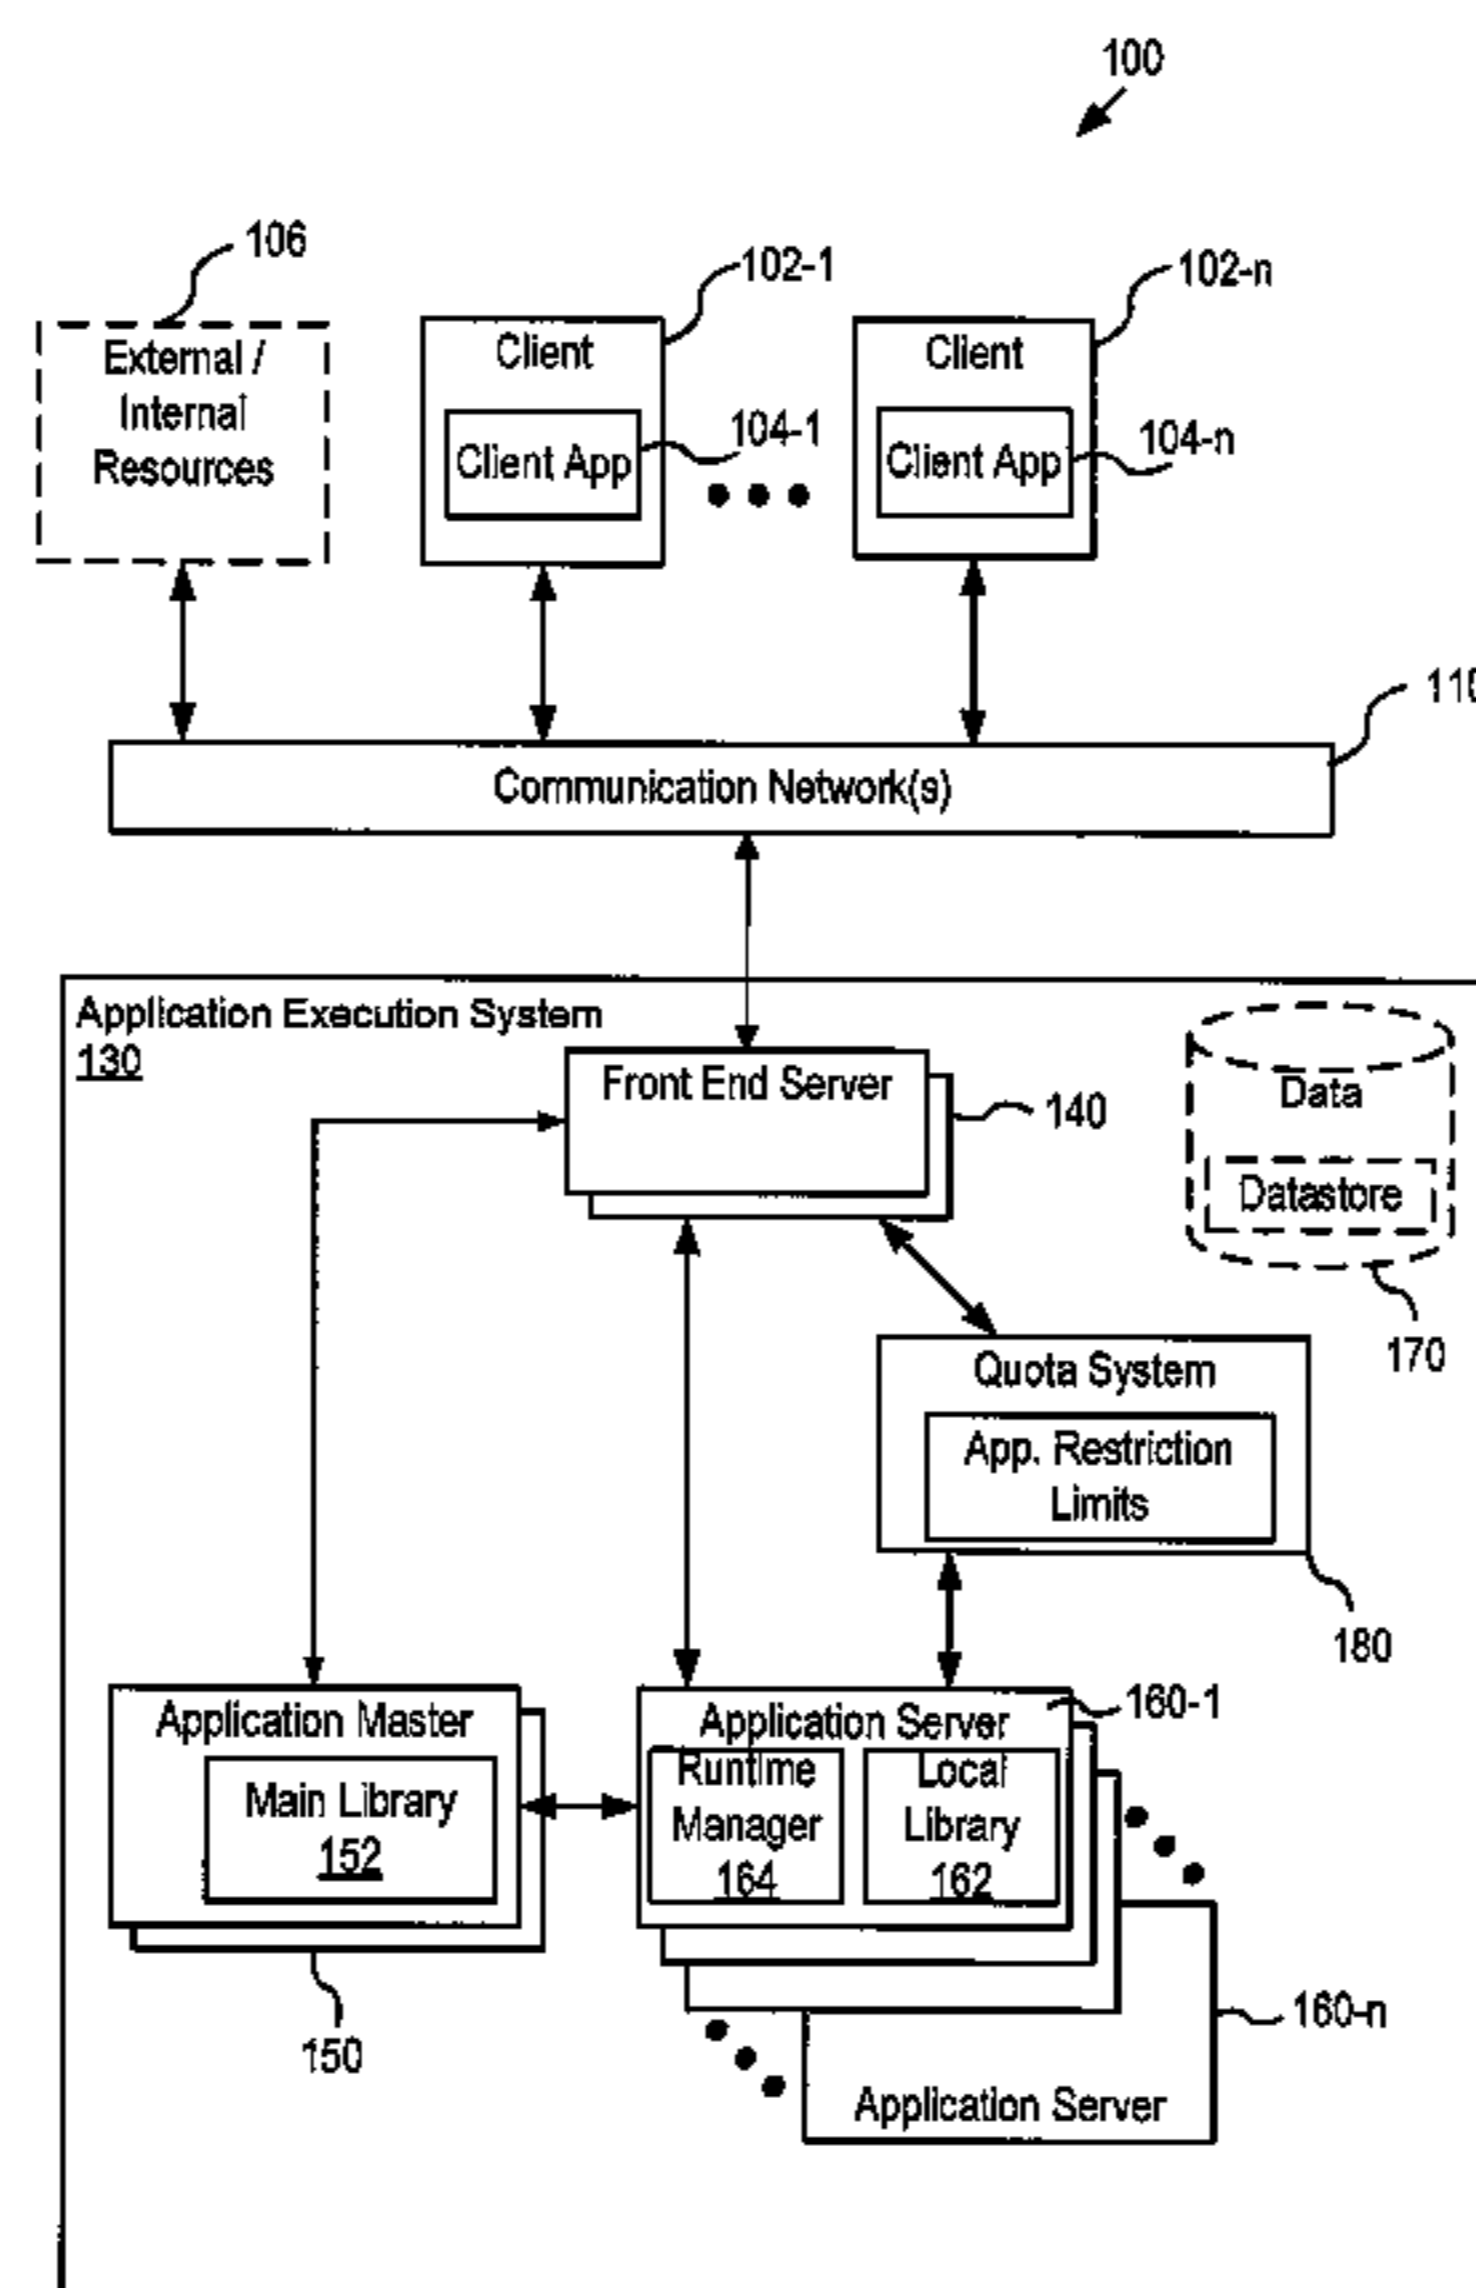 100
106
102-1
102-n
External /
Internal
Resources
Client
Client App
104-1
Client
Client App
104-n
110
Communication Network(s)
Application Execution System
130
Front End Server
140
Data
Datastore
170
Quota System
App. Restriction
Limits
180
Application Master
Main Library
152
150
Application Server
160-1
Runtime
Manager
164
Local
Library
162
160-n
Application Server